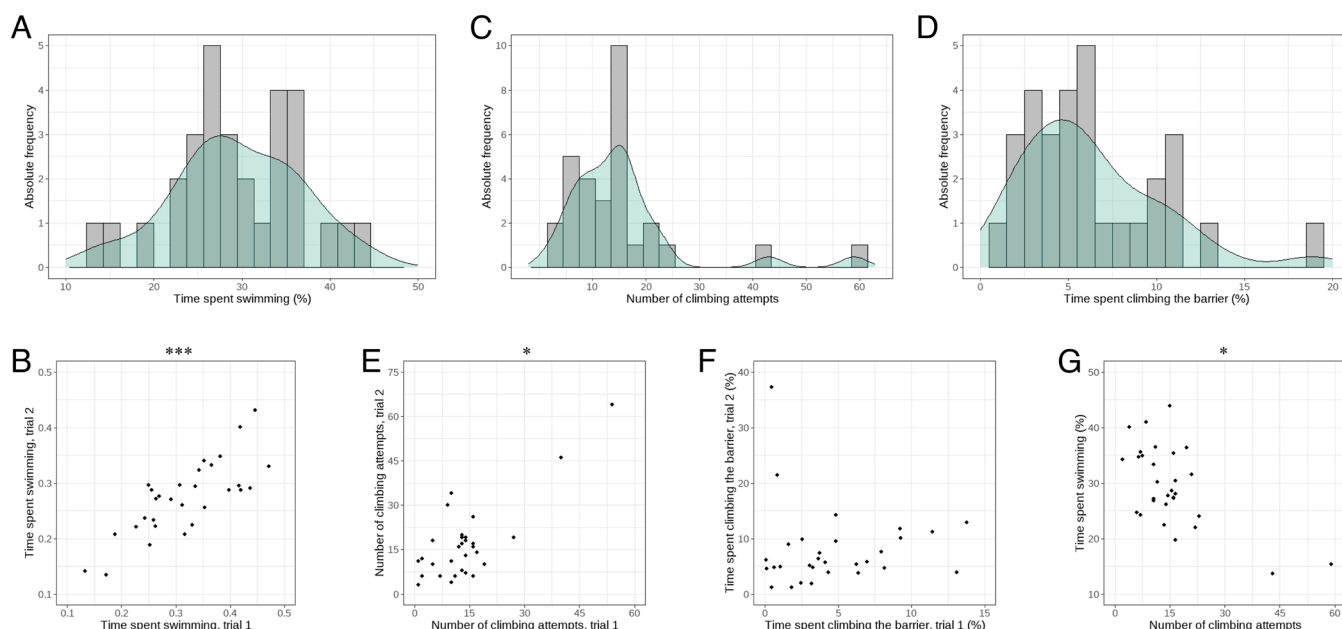 A
C
D
5
4
3
2
1
0
Absolute frequency
10 20 30 40 50
Time spent swimming (%)
10
8
6
4
2
0
Absolute frequency
10 20 30 40 50 60
Number of climbing attempts
5
4
3
2
1
0
Absolute frequency
0 5 10 15 20
Time spent climbing the barrier (%)
B
***
0.5
0.4
0.3
0.2
0.1
Time spent swimming, trial 2
0.1 0.2 0.3 0.4 0.5
Time spent swimming, trial 1
E
*
75
60
45
30
15
0
Number of climbing attempts, trial 2
0 15 30 45 60
Number of climbing attempts, trial 1
F
40
30
20
10
0
Time spent climbing the barrier, trial 2 (%)
0 5 10 15
Time spent climbing the barrier, trial 1 (%)
G
*
50
40
30
20
10
Time spent swimming (%)
0 10 20 30 40 50 60
Number of climbing attempts